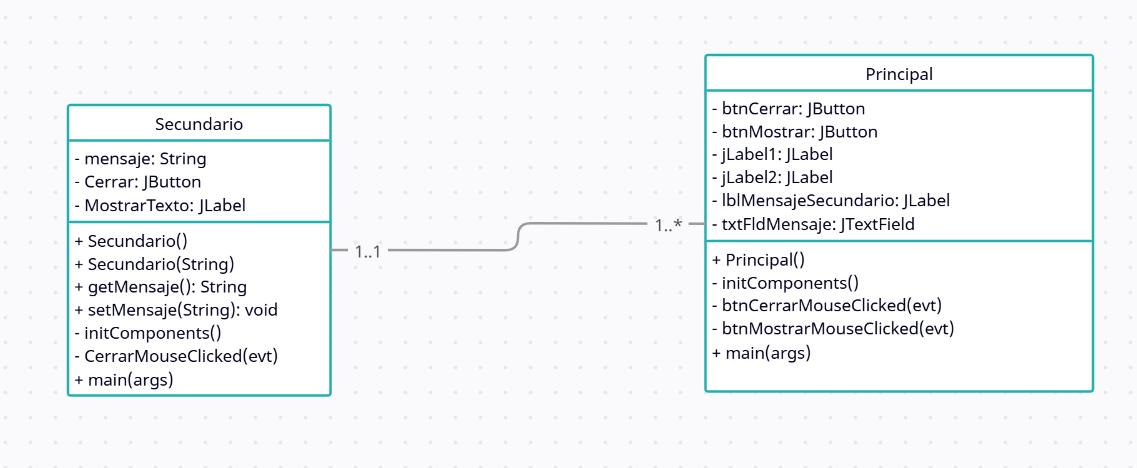 Secundario
- mensaje: String
- Cerrar: JButton
- MostrarTexto: JLabel
+ Secundario()
+ Secundario(String)
+ getMensaje(): String
+ setMensaje(String): void
- initComponents()
- CerrarMouseClicked(evt)
+ main(args)
1..1
1..*
Principal
- btnCerrar: JButton
- btnMostrar: JButton
- jLabel1: JLabel
- jLabel2: JLabel
- lblMensajeSecundario: JLabel
- txtFldMensaje: JTextField
+ Principal()
- initComponents()
- btnCerrarMouseClicked(evt)
- btnMostrarMouseClicked(evt)
+ main(args)